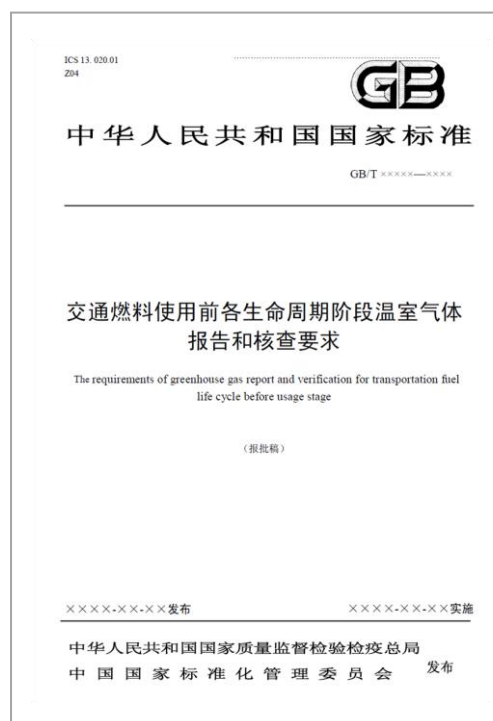 ICS 13. 020.01
Z04
GB
中华人民共和国国家标准
GB/T ×××××—××××
交通燃料使用前各生命周期阶段温室气体
报告和核查要求
The requirements of greenhouse gas report and verification for transportation fuel
life cycle before usage stage
（报批稿）
××××-××-××发布
××××-××-××实施
中华人民共和国国家质量监督检验检疫总局
中国国家标准化管理委员会
发布